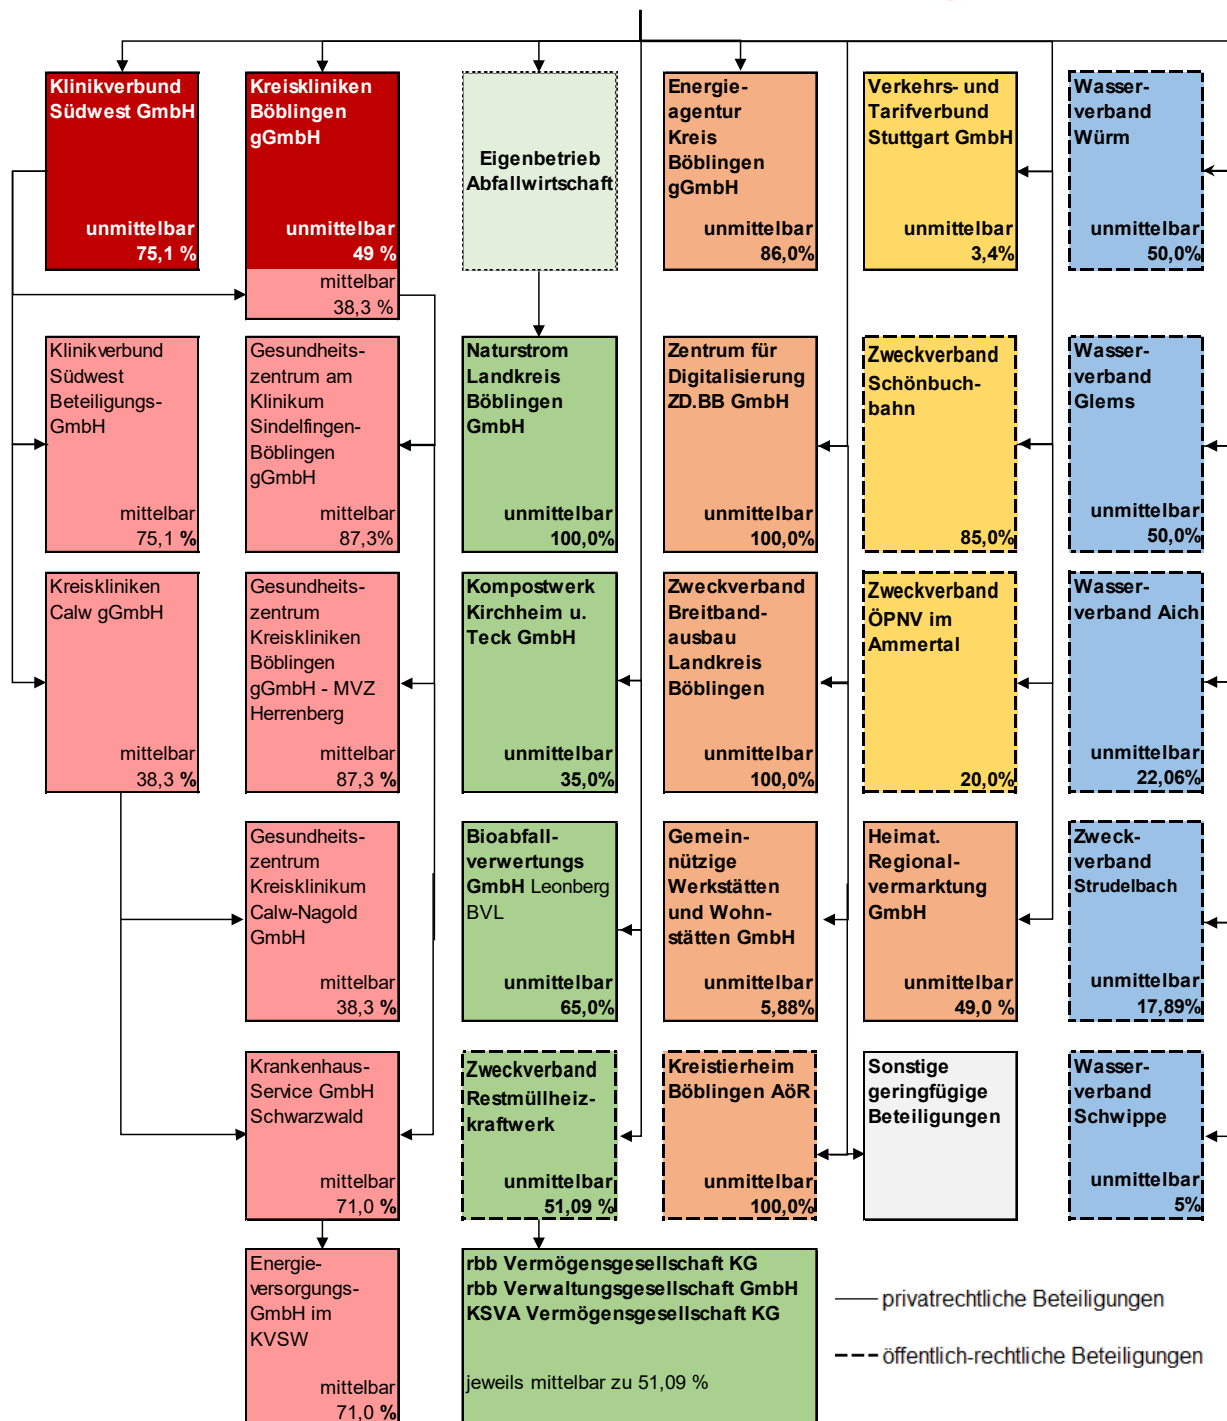 Klinikverbund
Südwest GmbH
unmittelbar
75,1 %
Kreiskliniken
Böblingen
gGmbH
unmittelbar
49 %
mittelbar
38,3 %
Eigenbetrieb
Abfallwirtschaft
Energie-
agentur
Kreis
Böblingen
gGmbH
unmittelbar
86,0%
Verkehrs- und
Tarifverbund
Stuttgart GmbH
unmittelbar
3,4%
Wasser-
verband
Würm
unmittelbar
50,0%
Klinikverbund
Südwest
Beteiligungs-
GmbH
mittelbar
75,1 %
Gesundheits-
zentrum am
Klinikum
Sindelfingen-
Böblingen
gGmbH
mittelbar
87,3%
Naturstrom
Landkreis
Böblingen
GmbH
unmittelbar
100,0%
Zentrum für
Digitalisierung
ZD.BB GmbH
unmittelbar
100,0%
Zweckverband
Schönbuch-
bahn
85,0%
Wasser-
verband
Glems
unmittelbar
50,0%
Kreiskliniken
Calw gGmbH
mittelbar
38,3 %
Gesundheits-
zentrum
Kreiskliniken
Böblingen
gGmbH - MVZ
Herrenberg
mittelbar
87,3 %
Kompostwerk
Kirchheim u.
Teck GmbH
unmittelbar
35,0%
Zweckverband
Breitband-
ausbau
Landkreis
Böblingen
unmittelbar
100,0%
Zweckverband
ÖPNV im
Ammertal
20,0%
Wasser-
verband Aich
unmittelbar
22,06%
Gesundheits-
zentrum
Kreisklinikum
Calw-Nagold
GmbH
mittelbar
38,3 %
Bioabfall-
verwertungs
GmbH Leonberg
BVL
unmittelbar
65,0%
Gemein-
nützige
Werkstätten
und Wohn-
stätten GmbH
unmittelbar
5,88%
Heimat.
Regional-
vermarktung
GmbH
unmittelbar
49,0 %
Zweck-
verband
Strudelbach
unmittelbar
17,89%
Krankenhaus-
Service GmbH
Schwarzwald
mittelbar
71,0 %
Zweckverband
Restmüllheiz-
kraftwerk
unmittelbar
51,09 %
Kreistierheim
Böblingen AöR
unmittelbar
100,0%
Sonstige
geringfügige
Beteiligungen
Wasser-
verband
Schwippe
unmittelbar
5%
Energie-
versorgungs-
GmbH im
KVSW
mittelbar
71,0 %
rbb Vermögensgesellschaft KG
rbb Verwaltungsgesellschaft GmbH
KSVA Vermögensgesellschaft KG
jeweils mittelbar zu 51,09 %
privatrechtliche Beteiligungen
öffentlich-rechtliche Beteiligungen